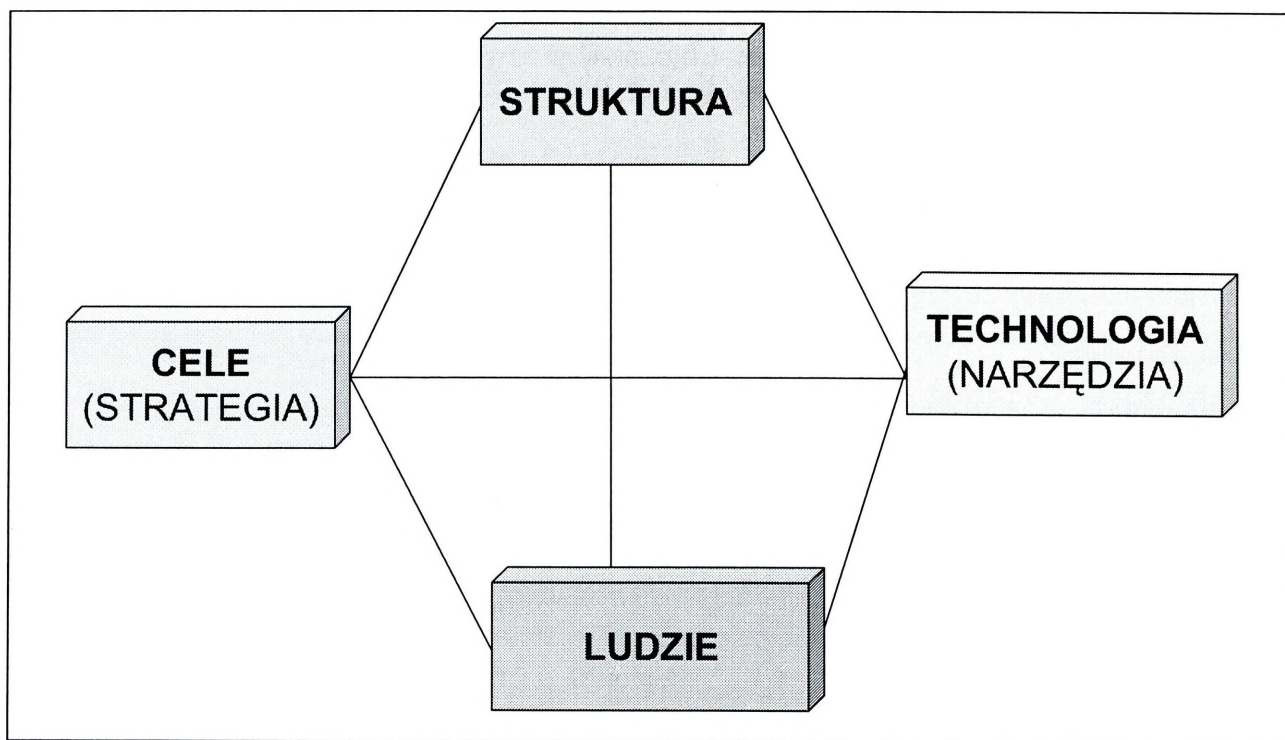 STRUKTURA
CELE
(STRATEGIA)
TECHNOLOGIA
(NARZĘDZIA)
LUDZIE